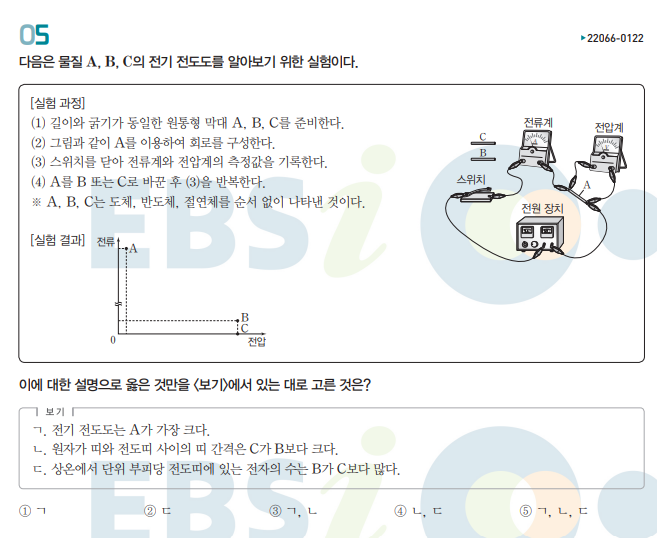 05
▶22066-0122
다음은 물질 A, B, C의 전기 전도도를 알아보기 위한 실험이다.
[실험 과정]
(1) 길이와 굵기가 동일한 원통형 막대 A, B, C를 준비한다.
(2) 그림과 같이 A를 이용하여 회로를 구성한다.
(3) 스위치를 닫아 전류계와 전압계의 측정값을 기록한다.
(4) A를 B 또는 C로 바꾼 후 (3)을 반복한다.
※ A, B, C는 도체, 반도체, 절연체를 순서 없이 나타낸 것이다.
전류계
전압계
C
B
스위치
A
전원 장치
[실험 결과]
전류
A
B
C
0
전압
이에 대한 설명으로 옳은 것만을 <보기>에서 있는 대로 고른 것은?
보기
ㄱ. 전기 전도도는 A가 가장 크다.
ㄴ. 원자가 띠와 전도띠 사이의 띠 간격은 C가 B보다 크다.
ㄷ. 상온에서 단위 부피당 전도띠에 있는 전자의 수는 B가 C보다 많다.
① ㄱ ② ㄷ ③ ㄱ, ㄴ ④ ㄴ, ㄷ ⑤ ㄱ, ㄴ, ㄷ
EBSi
EBSi